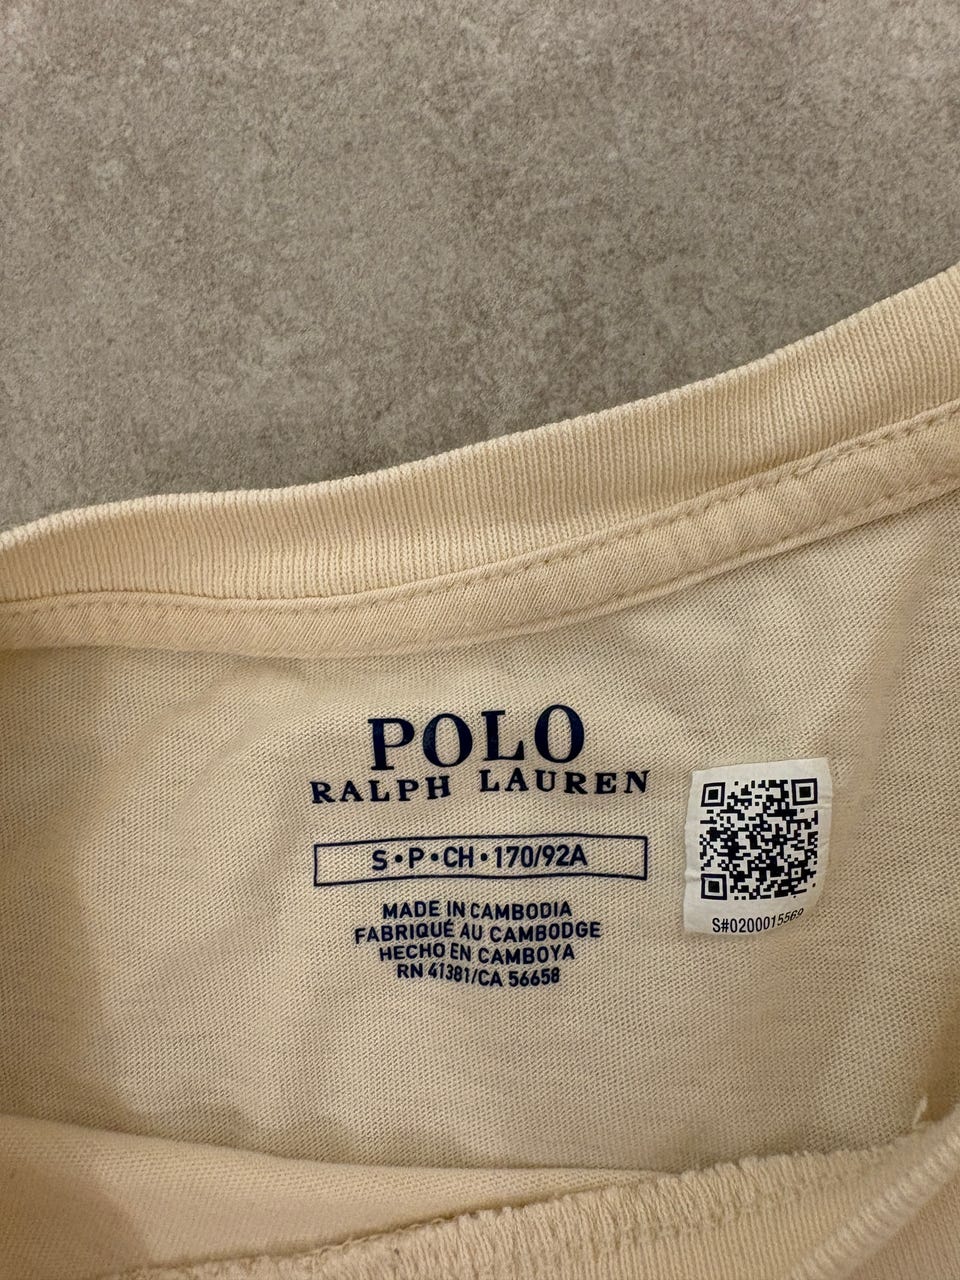 POLO
RALPH LAUREN
S • P • CH • 170/92A
MADE IN CAMBODIA
FABRIQUÉ AU CAMBODGE
HECHO EN CAMBOYA
RN 41381/CA 56658
S#0200015569